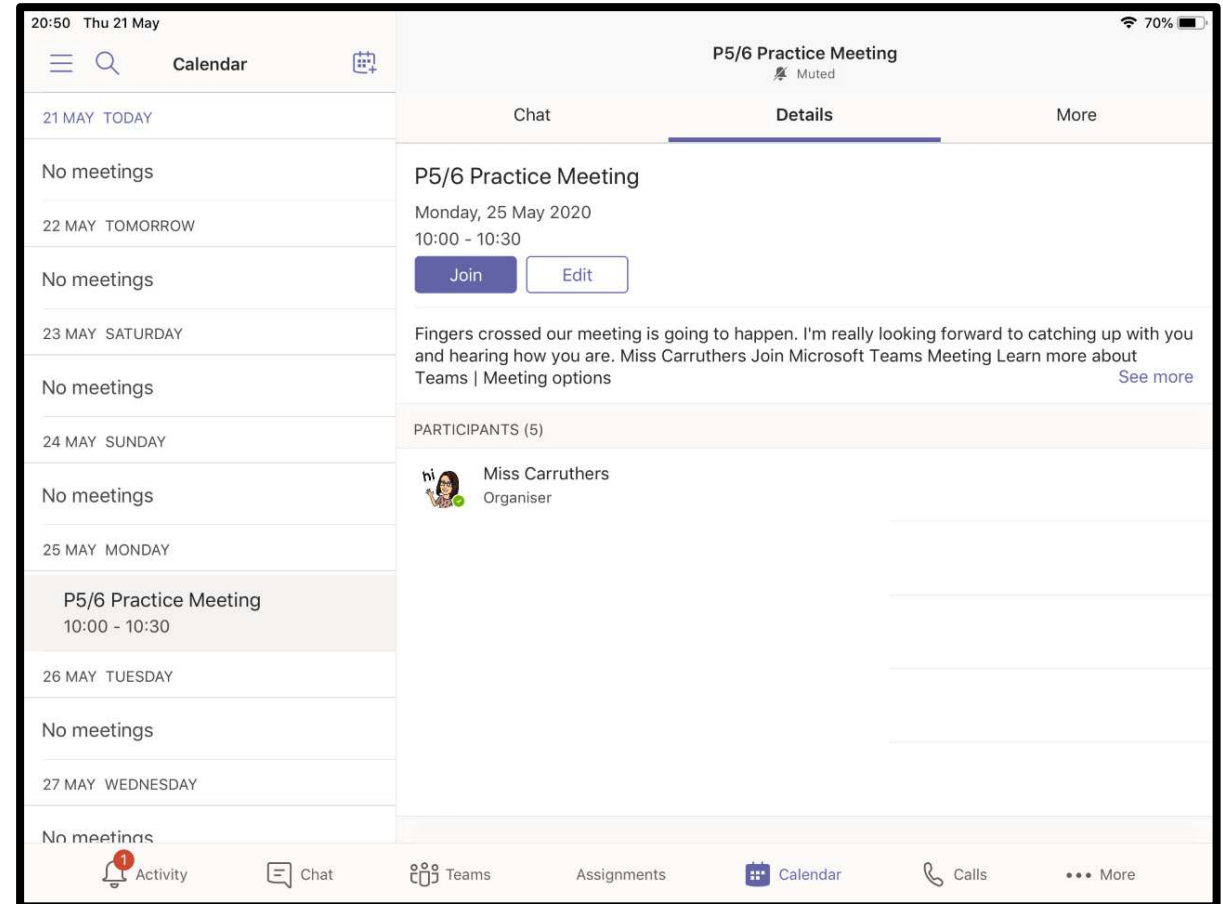 20:50 Thu 21 May
70%
Calendar
21 MAY TODAY
No meetings
22 MAY TOMORROW
No meetings
23 MAY SATURDAY
No meetings
24 MAY SUNDAY
No meetings
25 MAY MONDAY
P5/6 Practice Meeting
10:00 - 10:30
26 MAY TUESDAY
No meetings
27 MAY WEDNESDAY
No meetings
P5/6 Practice Meeting
Muted
Chat Details More
P5/6 Practice Meeting
Monday, 25 May 2020
10:00 - 10:30
Join Edit
Fingers crossed our meeting is going to happen. I'm really looking forward to catching up with you
and hearing how you are. Miss Carruthers Join Microsoft Teams Meeting Learn more about
Teams | Meeting options See more
PARTICIPANTS (5)
hi
Miss Carruthers
Organiser
1
Activity Chat Teams Assignments Calendar Calls More